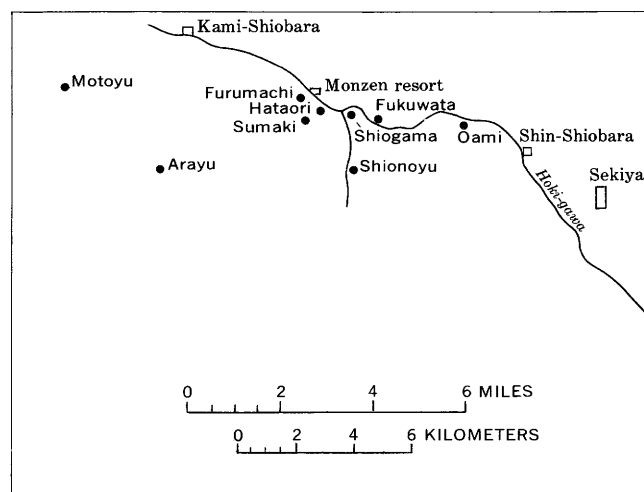 Kami-Shiobara
Motoyu
Furumachi
Monzen resort
Hataori
Fukuwata
Sumaki
Shiogama
Oami
Shin-Shiobara
Arayu
Shionoyu
Sekiya
Hoki-gawa
0 2 4 6 MILES
0 2 4 6 KILOMETERS